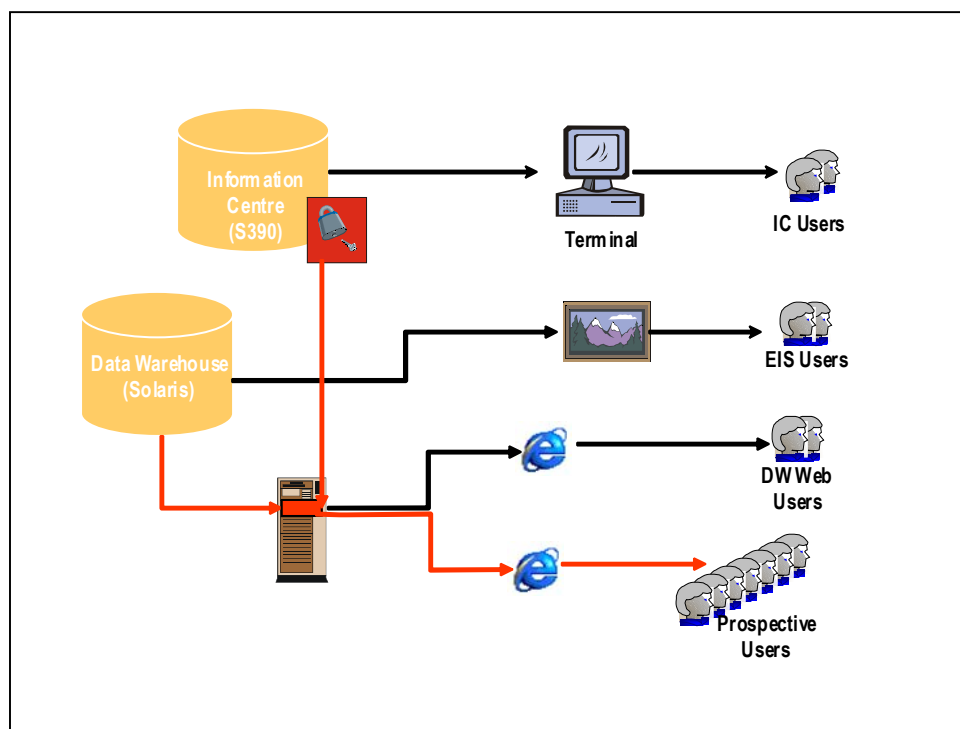 Information
Centre
(S390)
Terminal
IC Users
Data Warehouse
(Solaris)
EIS Users
DW Web
Users
Prospective
Users